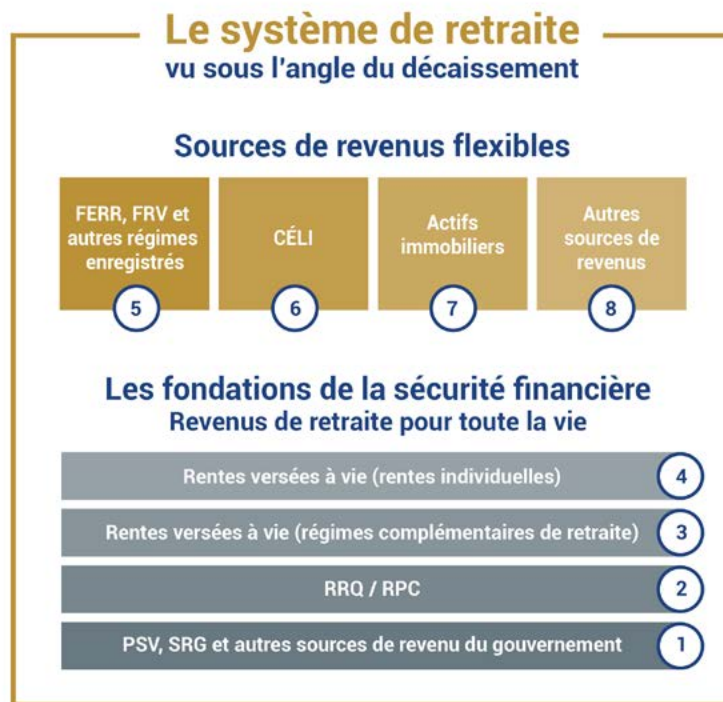 Le système de retraite
vu sous l'angle du décaissement
Sources de revenus flexibles
FERR, FRV et
autres régimes
enregistrés
5
CÉLI
6
Actifs
immobiliers
7
Autres
sources de
revenus
8
Les fondations de la sécurité financière
Revenus de retraite pour toute la vie
Rentes versées à vie (rentes individuelles)
4
Rentes versées à vie (régimes complémentaires de retraite)
3
RRQ / RPC
2
PSV, SRG et autres sources de revenu du gouvernement
1